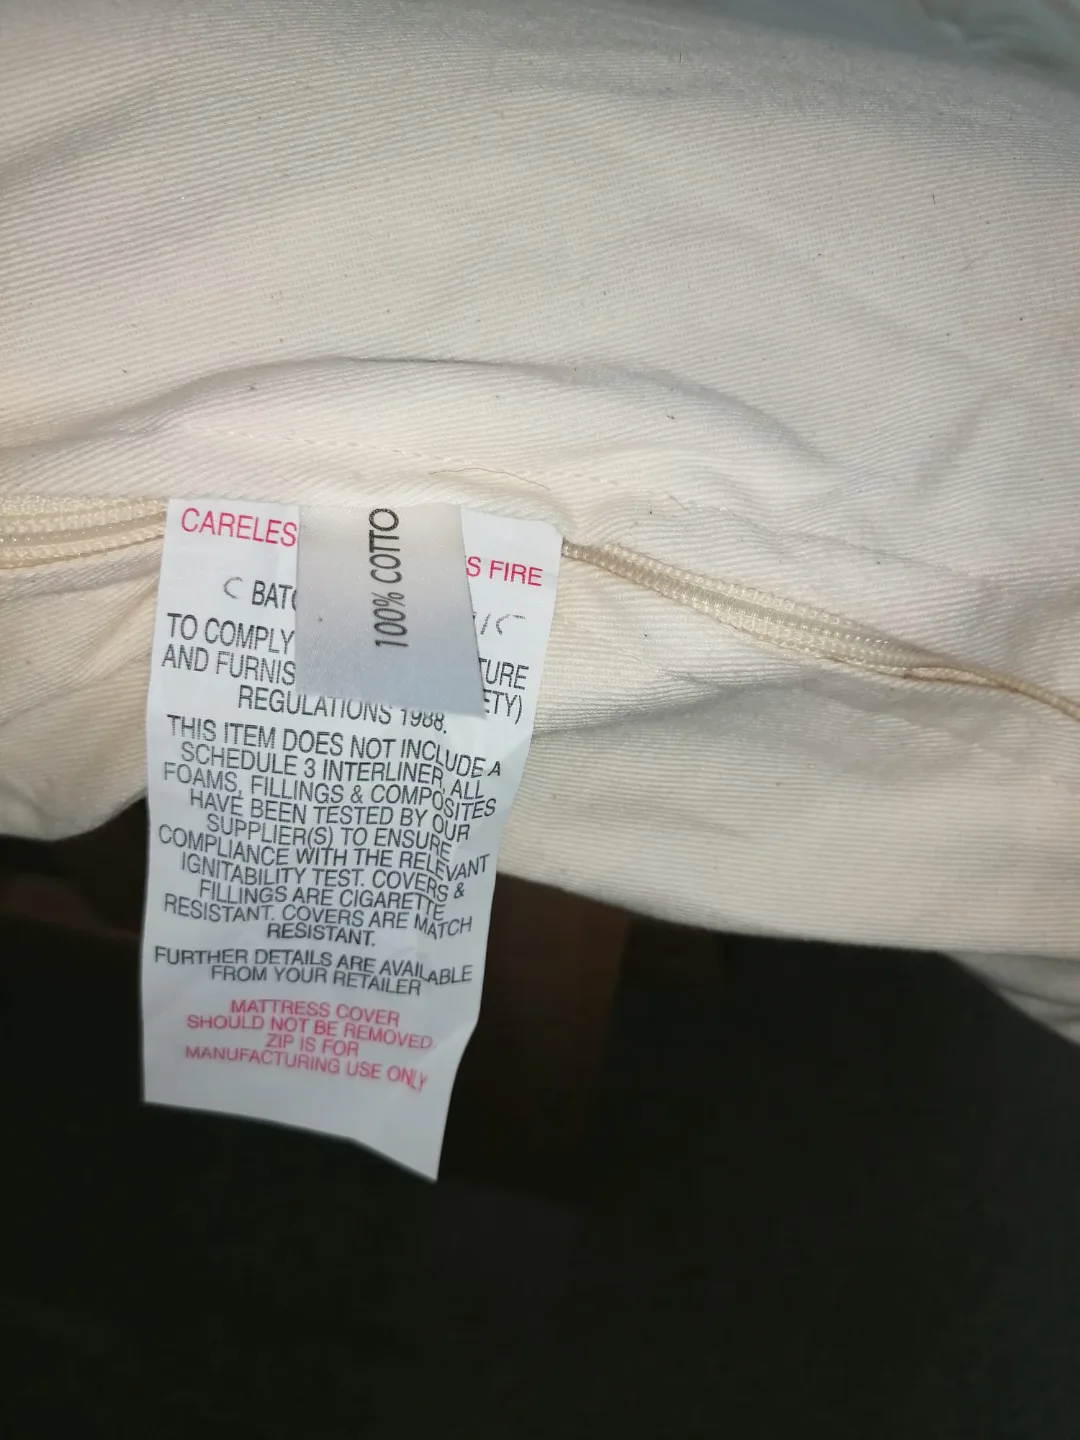 CARELES
S FIRE
BATC
TO COMPLY
TURE
AND FURNIS
ETY)
REGULATIONS 1988.
THIS ITEM DOES NOT INCLUDE A
SCHEDULE 3 INTERLINER. ALL
FOAMS, FILLINGS & COMPOSITES
HAVE BEEN TESTED BY OUR
SUPPLIER(S) TO ENSURE
COMPLIANCE WITH THE RELEVANT
IGNITABILITY TEST. COVERS &
FILLINGS ARE CIGARETTE
RESISTANT. COVERS ARE MATCH
RESISTANT.
FURTHER DETAILS ARE AVAILABLE
FROM YOUR RETAILER
MATTRESS COVER
SHOULD NOT BE REMOVED
ZIP IS FOR
MANUFACTURING USE ONLY
100% COTTO